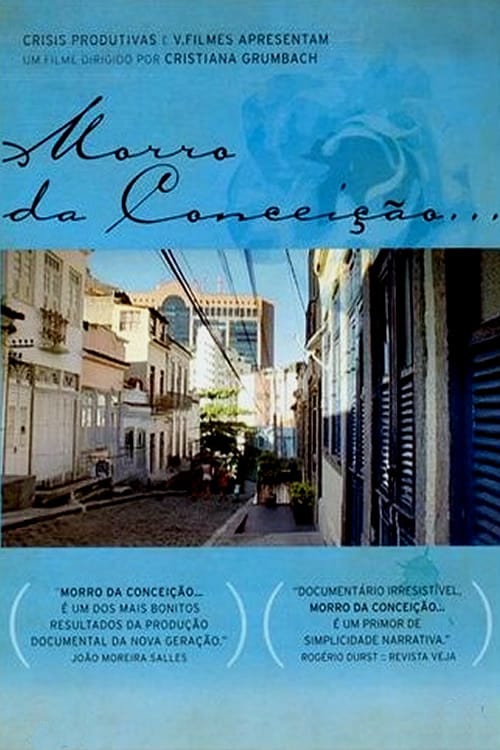 CRISIS PRODUTIVAS E V.FILMES APRESENTAM
UM FILME DIRIGIDO POR CRISTIANA GRUMBACH
Morro
da Conceição...
"MORRO DA CONCEIÇÃO...
É UM DOS MAIS BONITOS
RESULTADOS DA PRODUÇÃO
DOCUMENTAL DA NOVA GERAÇÃO."
JOÃO MOREIRA SALLES
"DOCUMENTÁRIO IRRESISTÍVEL,
MORRO DA CONCEIÇÃO...
É UM PRIMOR DE
SIMPLICIDADE NARRATIVA."
ROGÉRIO DURST :: REVISTA VEJA